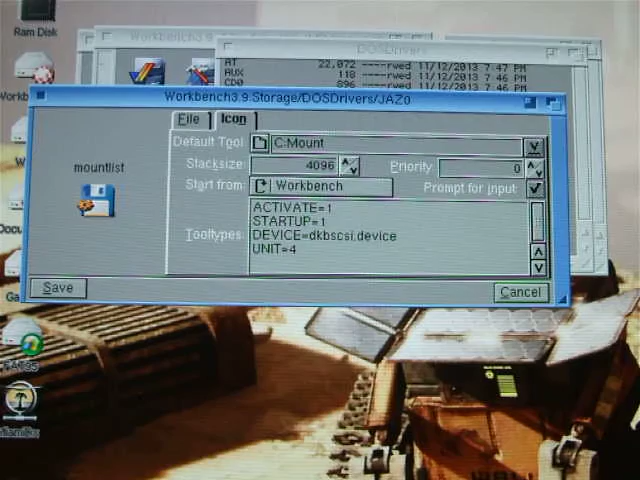 Ram Disk
Workbench3.9
DOSDrivers
AT 22,072 ----rwed 11/12/2013 7:47 PM
AUX 118 ----rwed 11/12/2013 7:46 PM
CD0 896 ----rwed 11/12/2013 7:46 PM
Workbench3.9:Storage/DOSDrivers/JAZ0
File Icon
mountlist
Default Tool: C:Mount
Stacksize: 4096 Priority: 0
Start from: Workbench Prompt for input:
Tooltypes:
ACTIVATE=1
STARTUP=1
DEVICE=dkbscsi.device
UNIT=4
Save Cancel